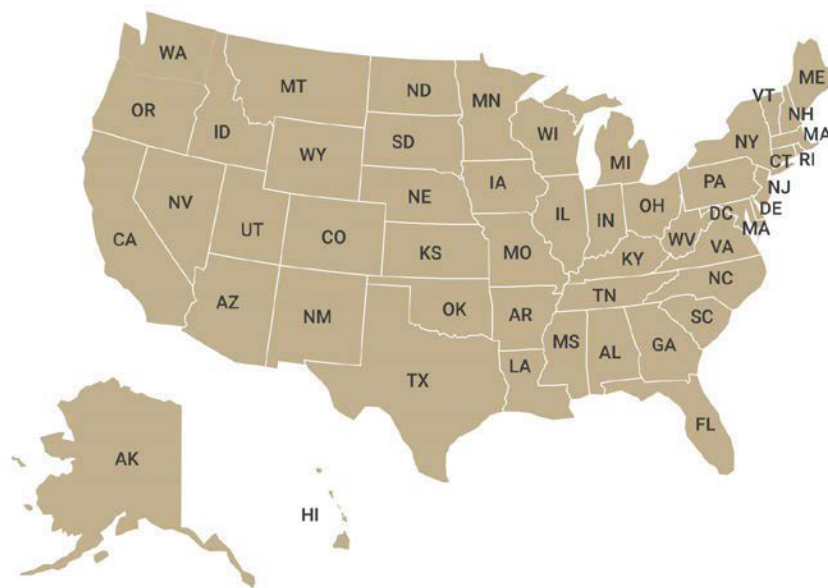 WA
MT
ND
MN
ME
VT
NH
OR
ID
SD
WI
NY
MA
WY
MI
CT
RI
IA
PA
NE
NJ
NV
OH
IL
IN
DE
DC
MA
UT
CO
WV
CA
KS
MO
KY
VA
NC
TN
AZ
NM
OK
AR
SC
MS
AL
GA
LA
TX
FL
AK
HI